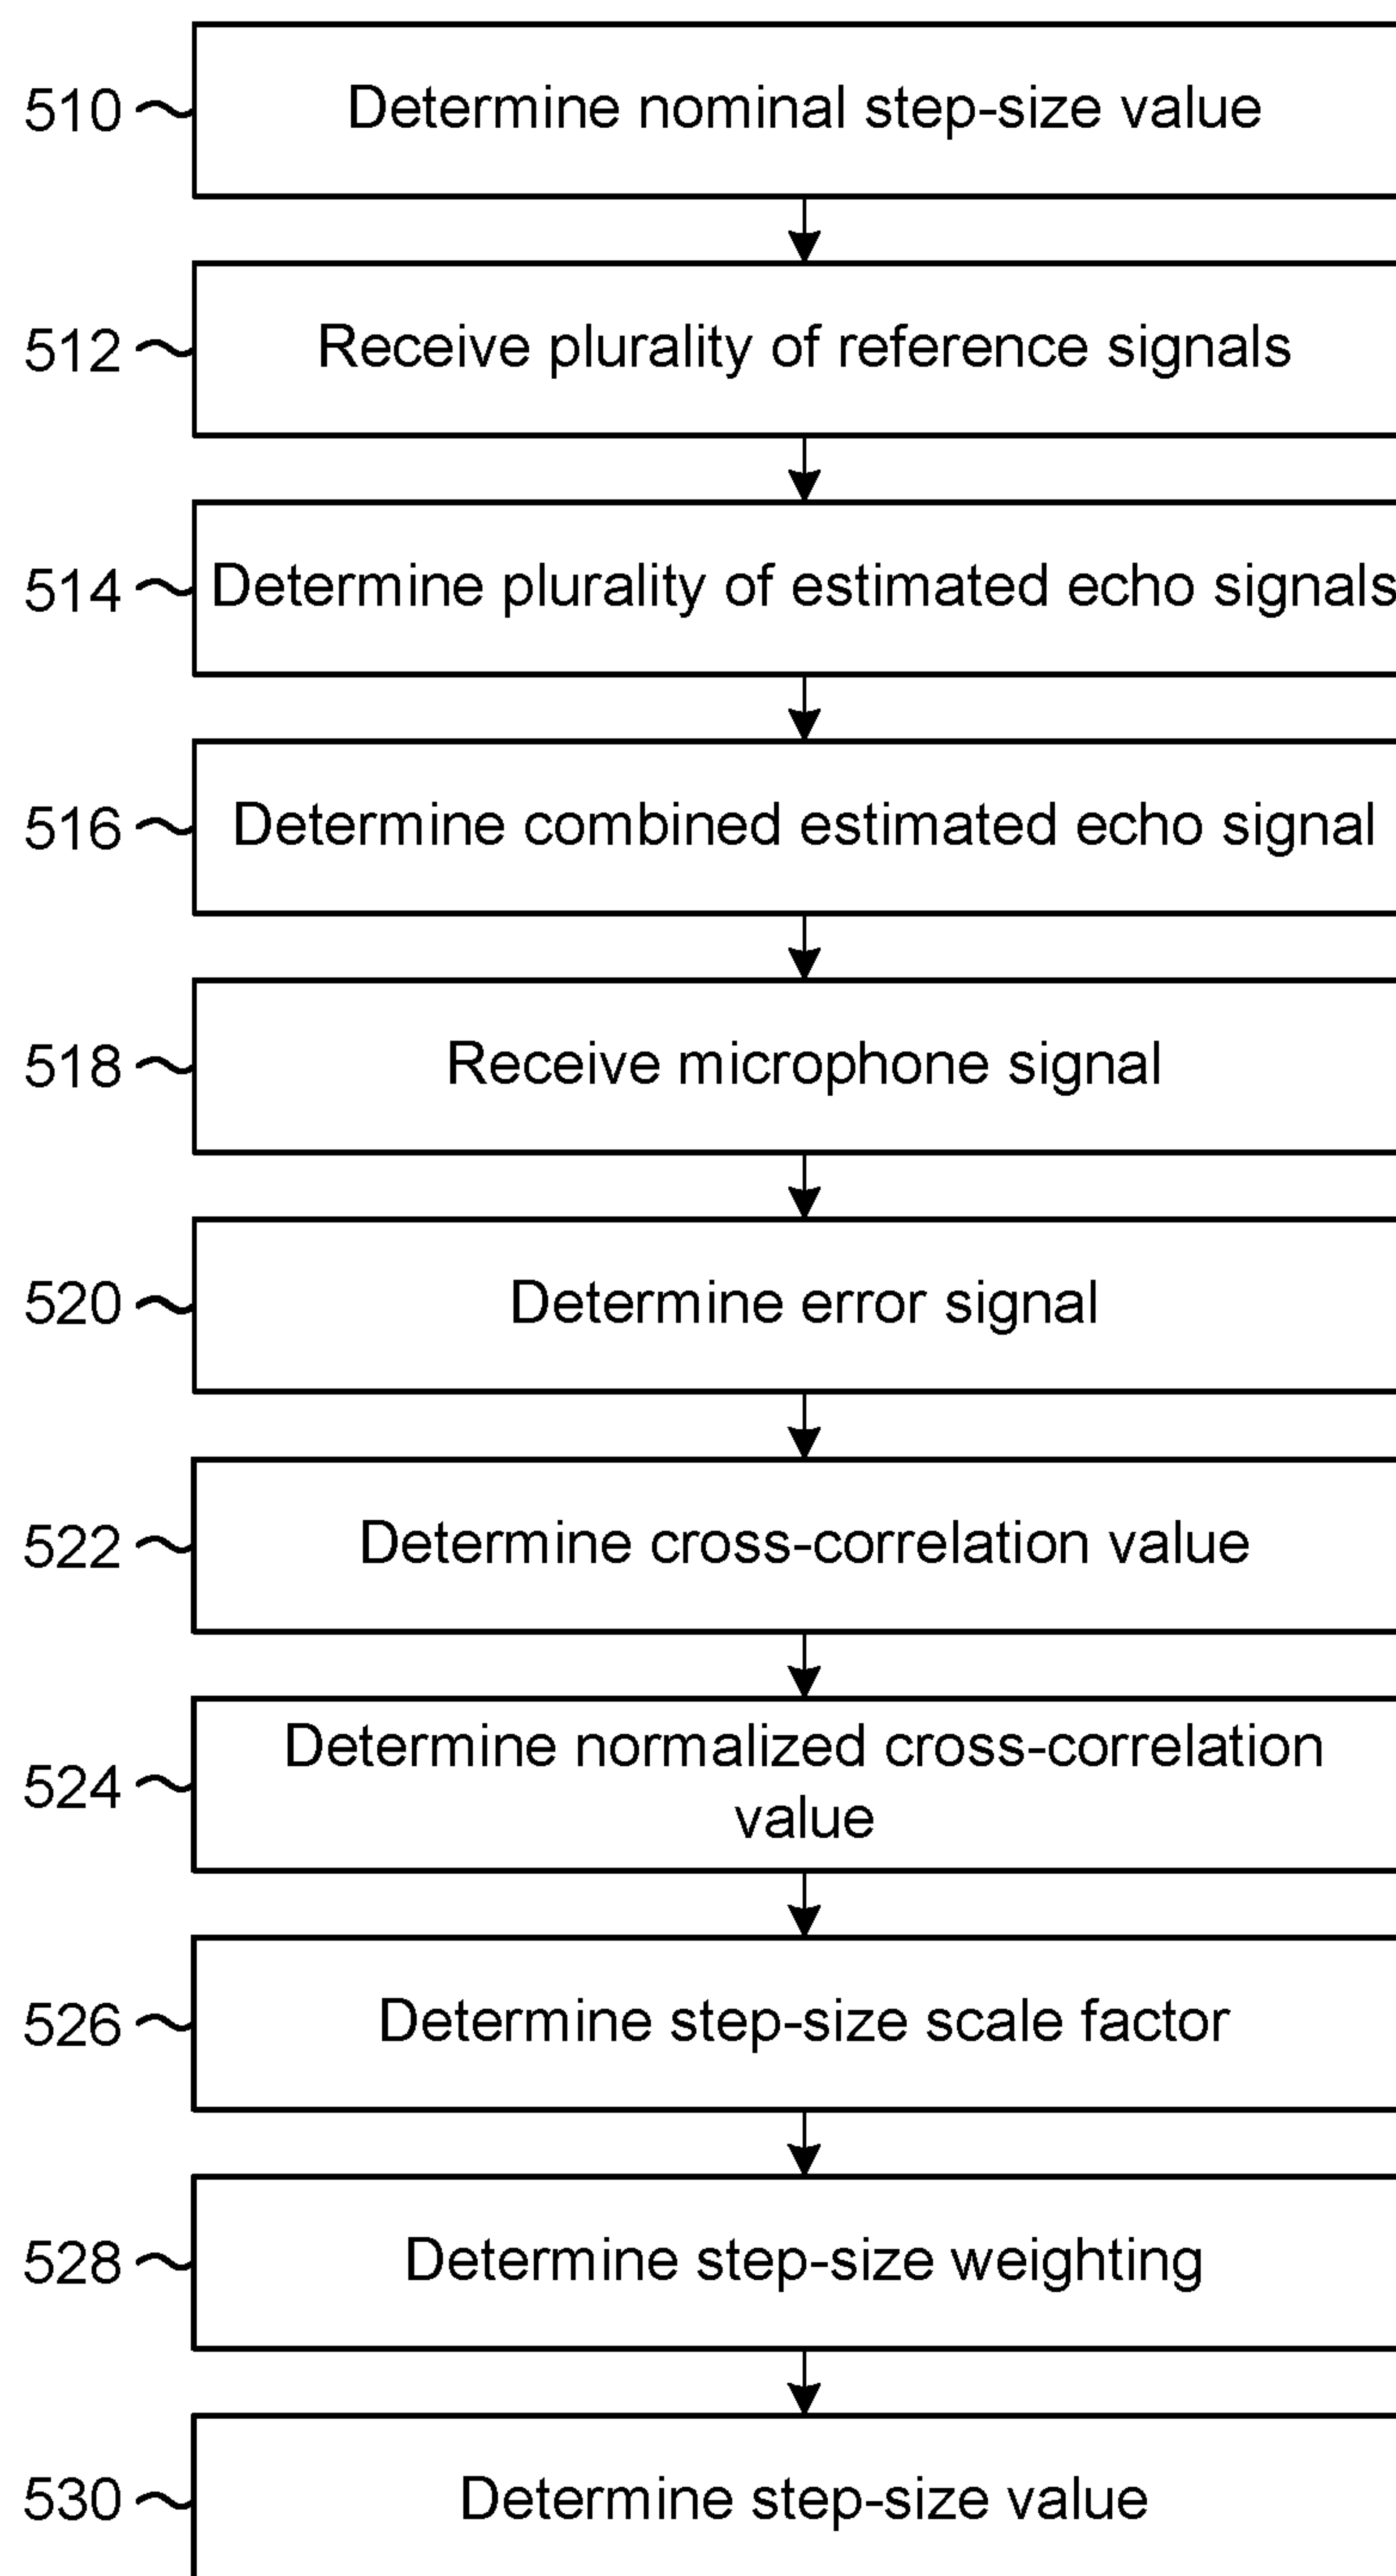 510 Determine nominal step-size value
512 Receive plurality of reference signals
514 Determine plurality of estimated echo signals
516 Determine combined estimated echo signal
518 Receive microphone signal
520 Determine error signal
522 Determine cross-correlation value
524 Determine normalized cross-correlation
value
526 Determine step-size scale factor
528 Determine step-size weighting
530 Determine step-size value